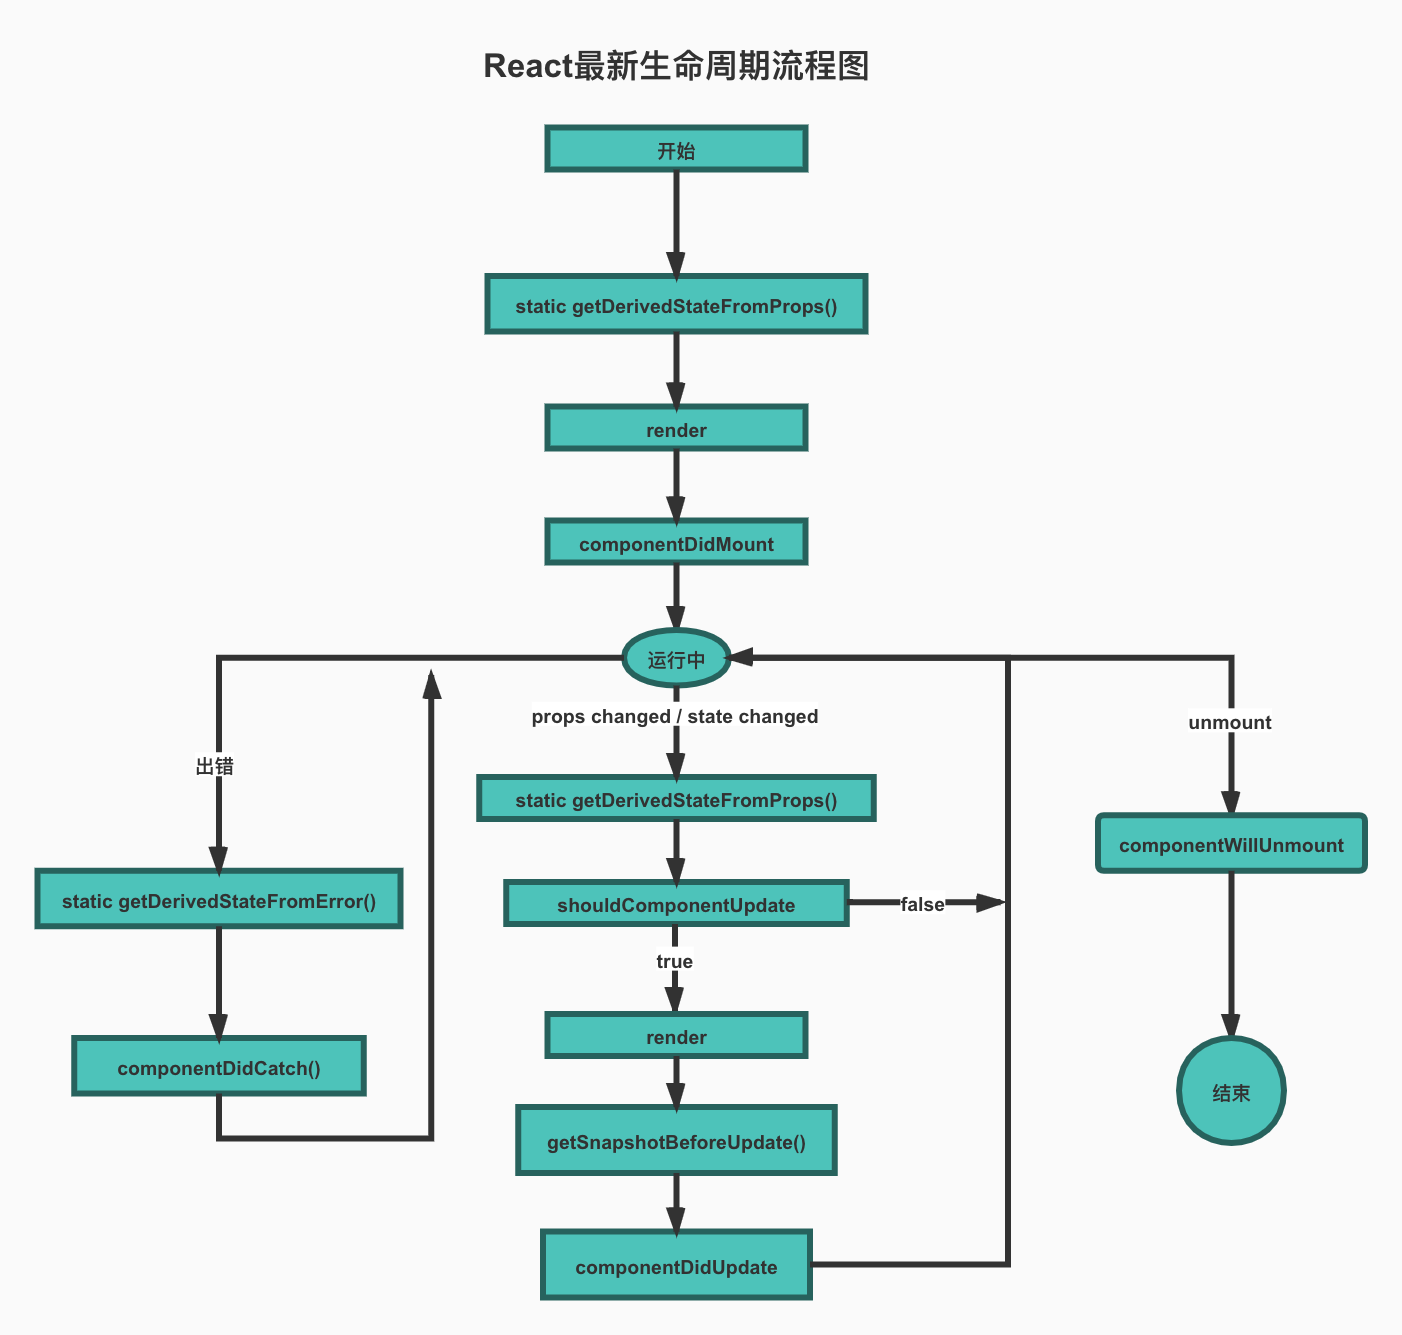 React最新生命周期流程图
开始
static getDerivedStateFromProps()
render
componentDidMount
运行中
props changed / state changed
unmount
出错
static getDerivedStateFromProps()
componentWillUnmount
static getDerivedStateFromError()
shouldComponentUpdate
false
true
render
componentDidCatch()
结束
getSnapshotBeforeUpdate()
componentDidUpdate